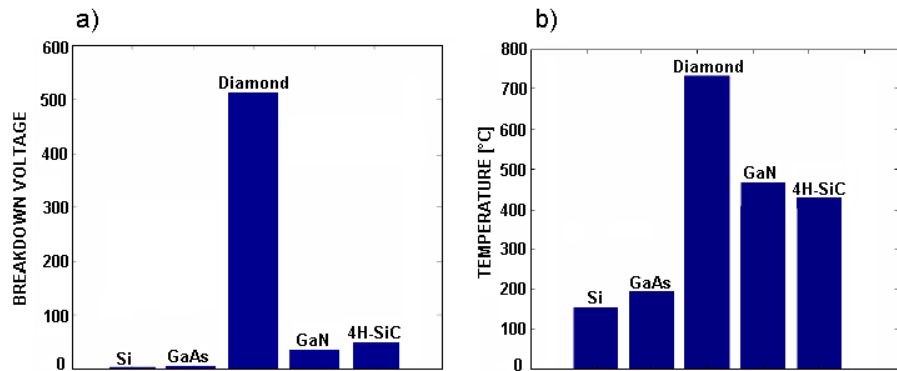 a)
BREAKDOWN VOLTAGE
600
500
400
300
200
100
0
Si
GaAs
Diamond
GaN
4H-SiC
b)
TEMPERATURE [°C]
800
700
600
500
400
300
200
100
0
Si
GaAs
Diamond
GaN
4H-SiC